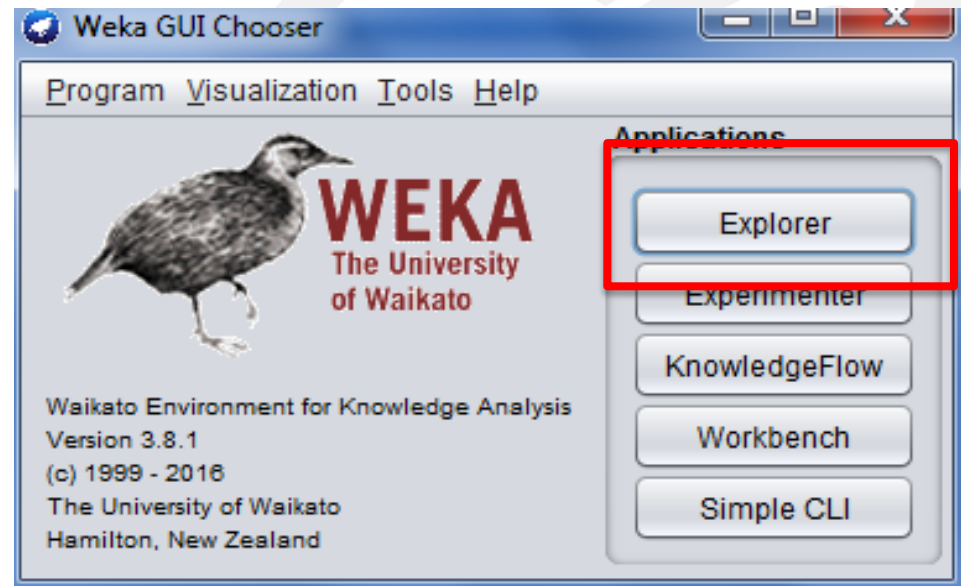 Weka GUI Chooser
Program Visualization Tools Help
WEKA
The University
of Waikato
Waikato Environment for Knowledge Analysis
Version 3.8.1
(c) 1999 - 2016
The University of Waikato
Hamilton, New Zealand
Applications
Explorer
Experimenter
KnowledgeFlow
Workbench
Simple CLI